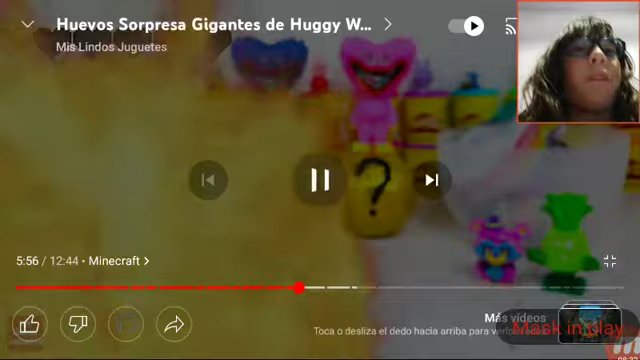 Huevos Sorpresa Gigantes de Huggy W...
Mis Lindos Juguetes
?
5:56 / 12:44 • Minecraft
Más vídeos
Toca o desliza el dedo hacia arriba para
Mask in play